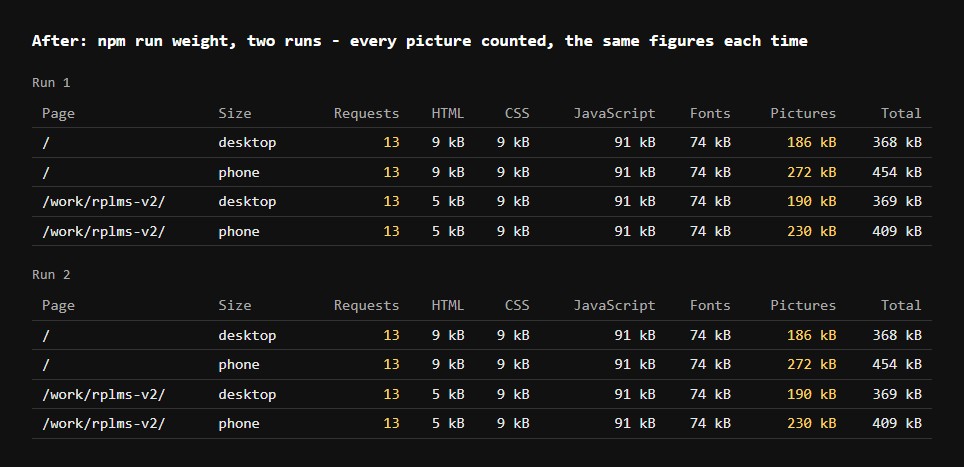 After: npm run weight, two runs - every picture counted, the same figures each time
Run 1
Page Size Requests HTML CSS JavaScript Fonts Pictures Total
/ desktop 13 9 kB 9 kB 91 kB 74 kB 186 kB 368 kB
/ phone 13 9 kB 9 kB 91 kB 74 kB 272 kB 454 kB
/work/rplms-v2/ desktop 13 5 kB 9 kB 91 kB 74 kB 190 kB 369 kB
/work/rplms-v2/ phone 13 5 kB 9 kB 91 kB 74 kB 230 kB 409 kB
Run 2
Page Size Requests HTML CSS JavaScript Fonts Pictures Total
/ desktop 13 9 kB 9 kB 91 kB 74 kB 186 kB 368 kB
/ phone 13 9 kB 9 kB 91 kB 74 kB 272 kB 454 kB
/work/rplms-v2/ desktop 13 5 kB 9 kB 91 kB 74 kB 190 kB 369 kB
/work/rplms-v2/ phone 13 5 kB 9 kB 91 kB 74 kB 230 kB 409 kB